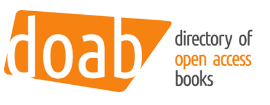 doab
directory of
open access
books